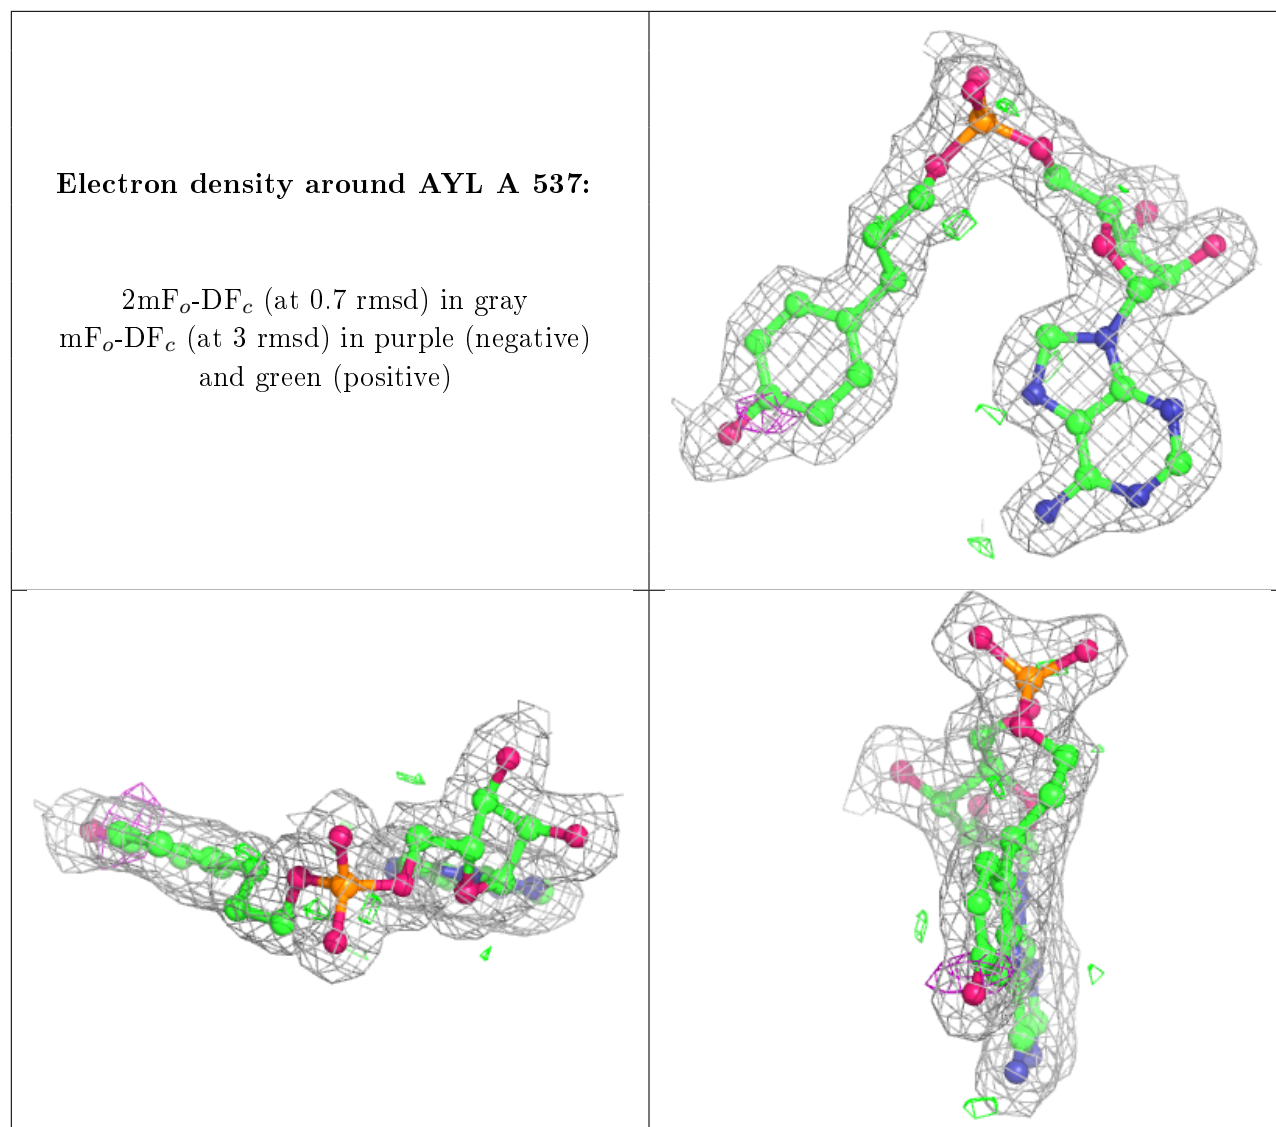 Electron density around AYL A 537:
2mFo-DFc (at 0.7 rmsd) in gray
mFo-DFc (at 3 rmsd) in purple (negative)
and green (positive)